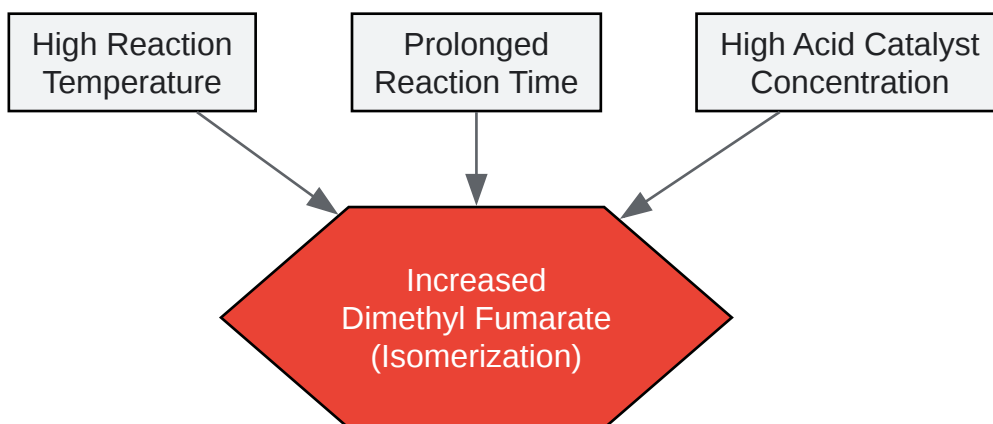 High Reaction
Temperature
Prolonged
Reaction Time
High Acid Catalyst
Concentration
Increased
Dimethyl Fumarate
(Isomerization)